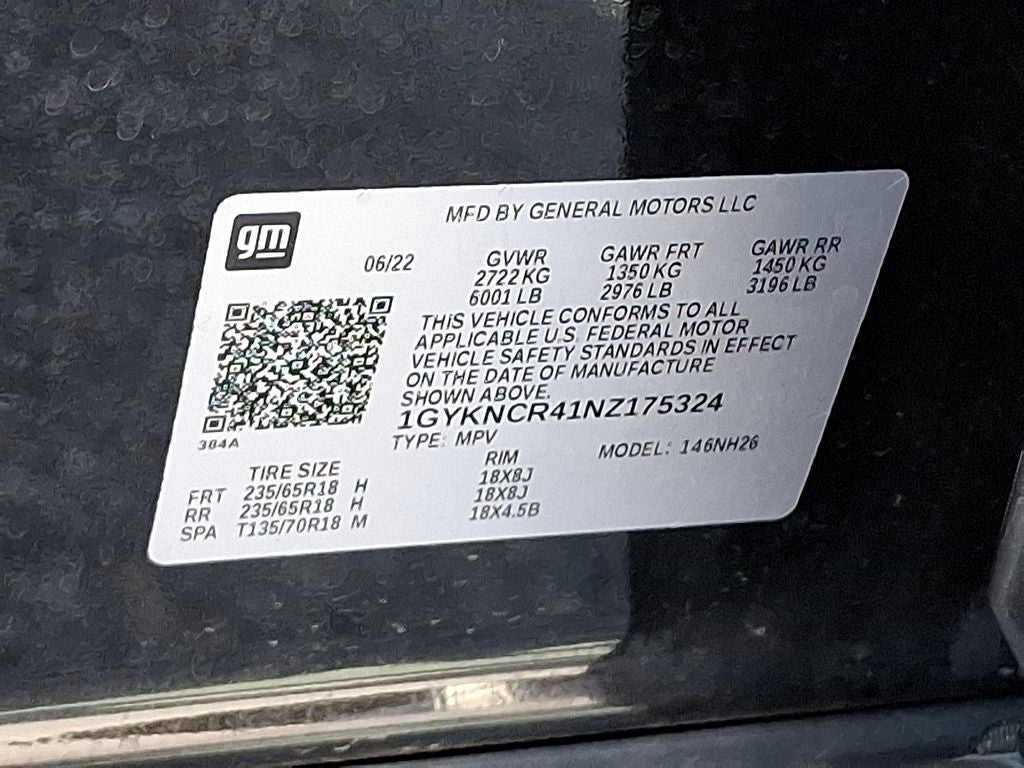 gm
MFD BY GENERAL MOTORS LLC
06/22
GVWR GAWR FRT GAWR RR
2722 KG 1350 KG 1450 KG
6001 LB 2976 LB 3196 LB
THIS VEHICLE CONFORMS TO ALL
APPLICABLE U.S. FEDERAL MOTOR
VEHICLE SAFETY STANDARDS IN EFFECT
ON THE DATE OF MANUFACTURE
SHOWN ABOVE.
1GYKNCR41NZ175324
384A
TYPE: MPV MODEL: 146NH26
TIRE SIZE RIM
FRT 235/65R18 H 18X8J
RR 235/65R18 H 18X8J
SPA T135/70R18 M 18X4.5B